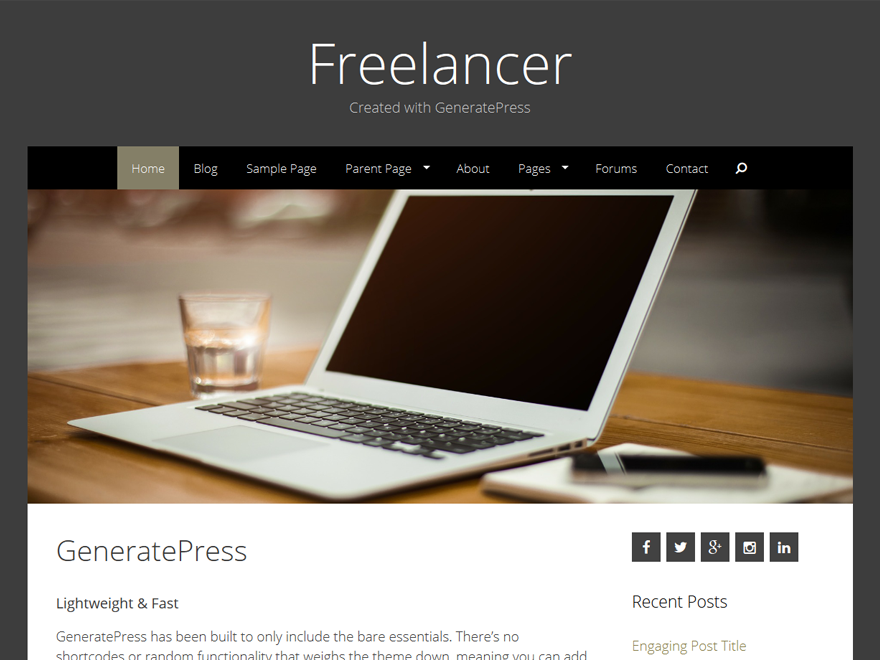 Freelancer
Created with GeneratePress
Home Blog Sample Page Parent Page About Pages Forums Contact
GeneratePress
Lightweight & Fast
GeneratePress has been built to only include the bare essentials. There’s no
shortcodes or random functionality that weighs the theme down, meaning you can add
f g+ in
Recent Posts
Engaging Post Title